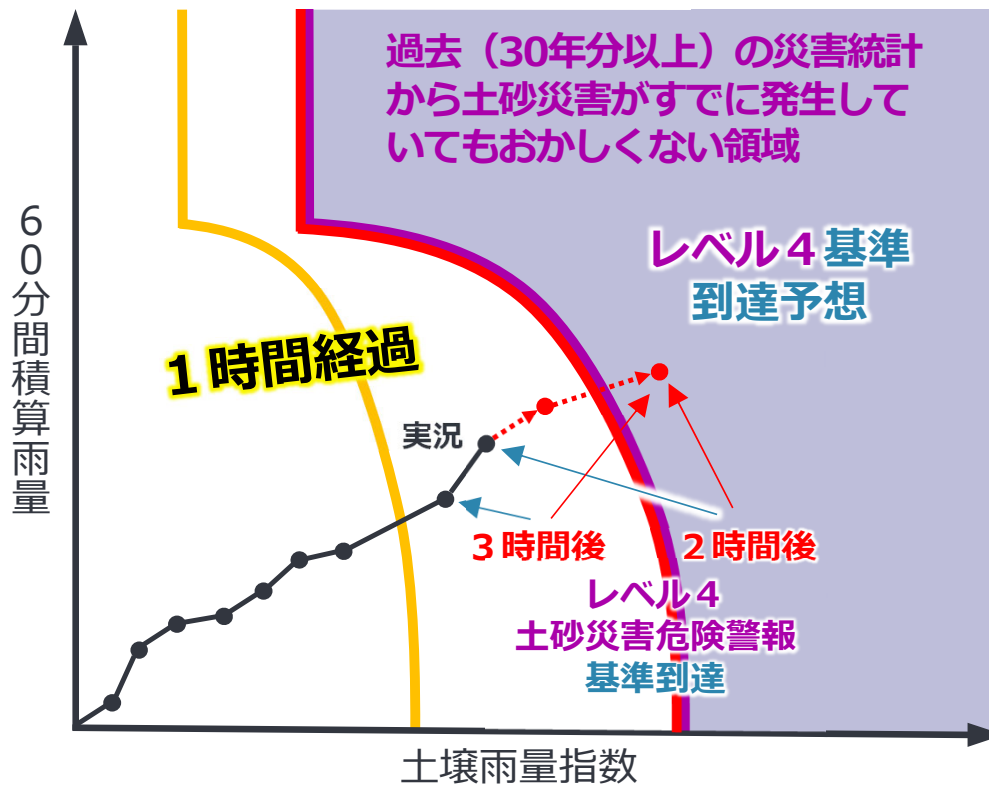 過去（30年分以上）の災害統計
から土砂災害がすでに発生して
いてもおかしくない領域
レベル４基準
到達予想
１時間経過
60分間積算雨量
実況
３時間後
２時間後
レベル４
土砂災害危険警報
基準到達
土壌雨量指数